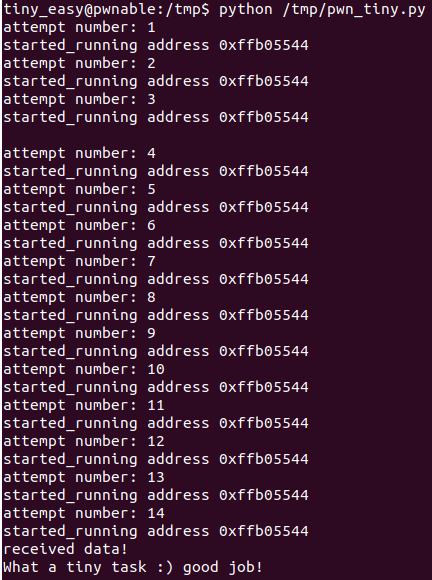 tiny_easy@pwnable:/tmp$ python /tmp/pwn_tiny.py
attempt number: 1
started_running address 0xffb05544
attempt number: 2
started_running address 0xffb05544
attempt number: 3
started_running address 0xffb05544

attempt number: 4
started_running address 0xffb05544
attempt number: 5
started_running address 0xffb05544
attempt number: 6
started_running address 0xffb05544
attempt number: 7
started_running address 0xffb05544
attempt number: 8
started_running address 0xffb05544
attempt number: 9
started_running address 0xffb05544
attempt number: 10
started_running address 0xffb05544
attempt number: 11
started_running address 0xffb05544
attempt number: 12
started_running address 0xffb05544
attempt number: 13
started_running address 0xffb05544
attempt number: 14
started_running address 0xffb05544
received data!
What a tiny task :) good job!